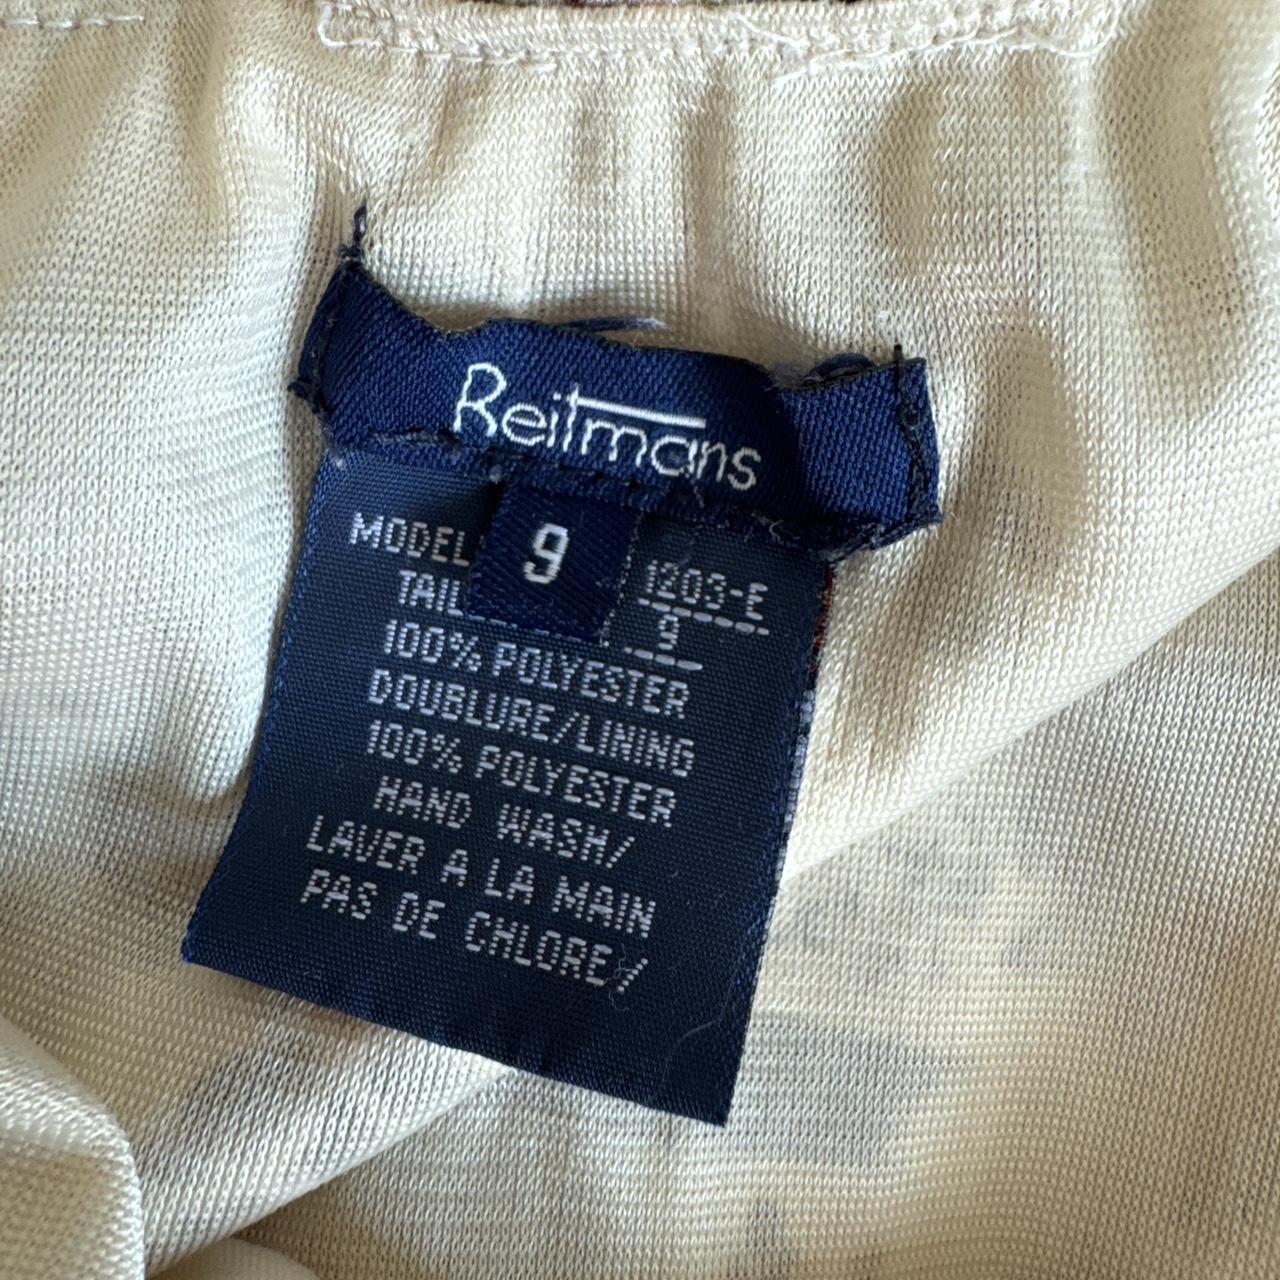 Reitmans
9
MODEL 1203-E
TAIL 9
100% POLYESTER
DOUBLURE/LINING
100% POLYESTER
HAND WASH/
LAVER A LA MAIN
PAS DE CHLORE/